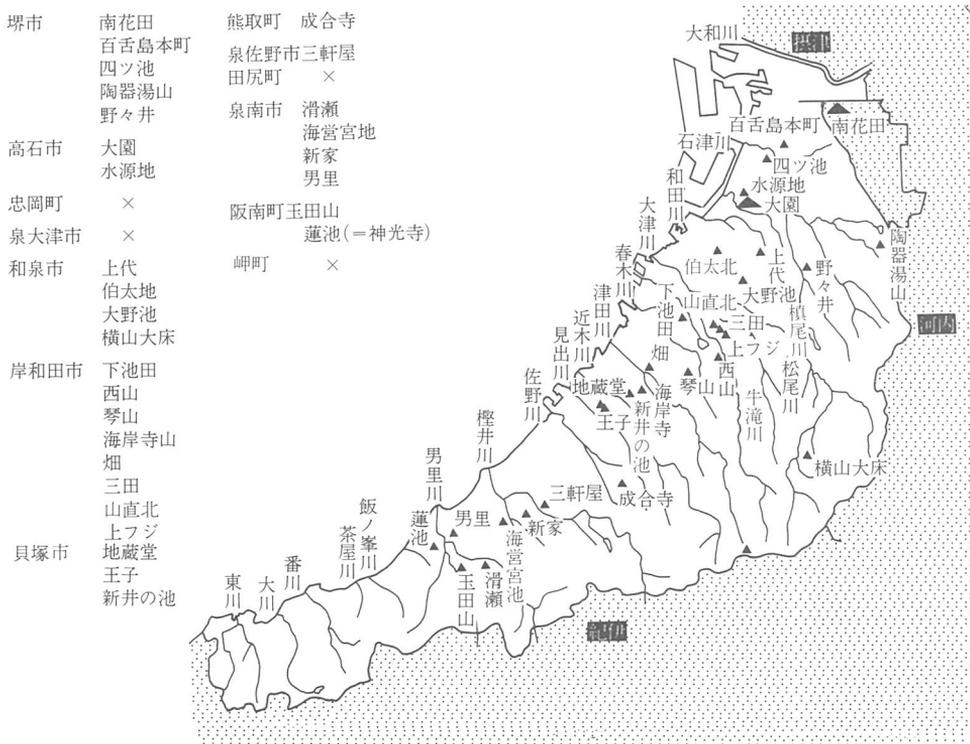 堺市 南花田
百舌鳥本町
四ツ池
陶器湯山
野々井
高石市 大園
水源地
忠岡町 ×
泉大津市 ×
和泉市 上代
伯太地
大野池
横山大床
岸和田市 下池田
西山
琴山
海岸寺山
畑
三田
山直北
上フジ
貝塚市 地蔵堂
王子
新井の池
熊取町 成合寺
泉佐野市三軒屋
田尻町 ×
泉南市 滑瀬
海営宮地
新家
男里
阪南町玉田山
蓮池(=神光寺)
岬町 ×
大和川
摂津
百舌鳥本町
南花田
石津川
四ツ池
水源地
大園
和田川
大津川
春木川
津田川
近木川
見出川
佐野川
樫井川
男里川
飯ノ峯川
茶屋川
番川
大川
東川
陶器湯山
伯太北
上代
野々井
大野池
河内
下池田
山直北
三田
上フジ
槙尾川
松尾川
畑
西山
琴山
牛滝川
地蔵堂
王子
新井の池
海岸寺
横山大床
成合寺
三軒屋
新家
海営宮池
男里
蓮池
玉田山
滑瀬
紀伊